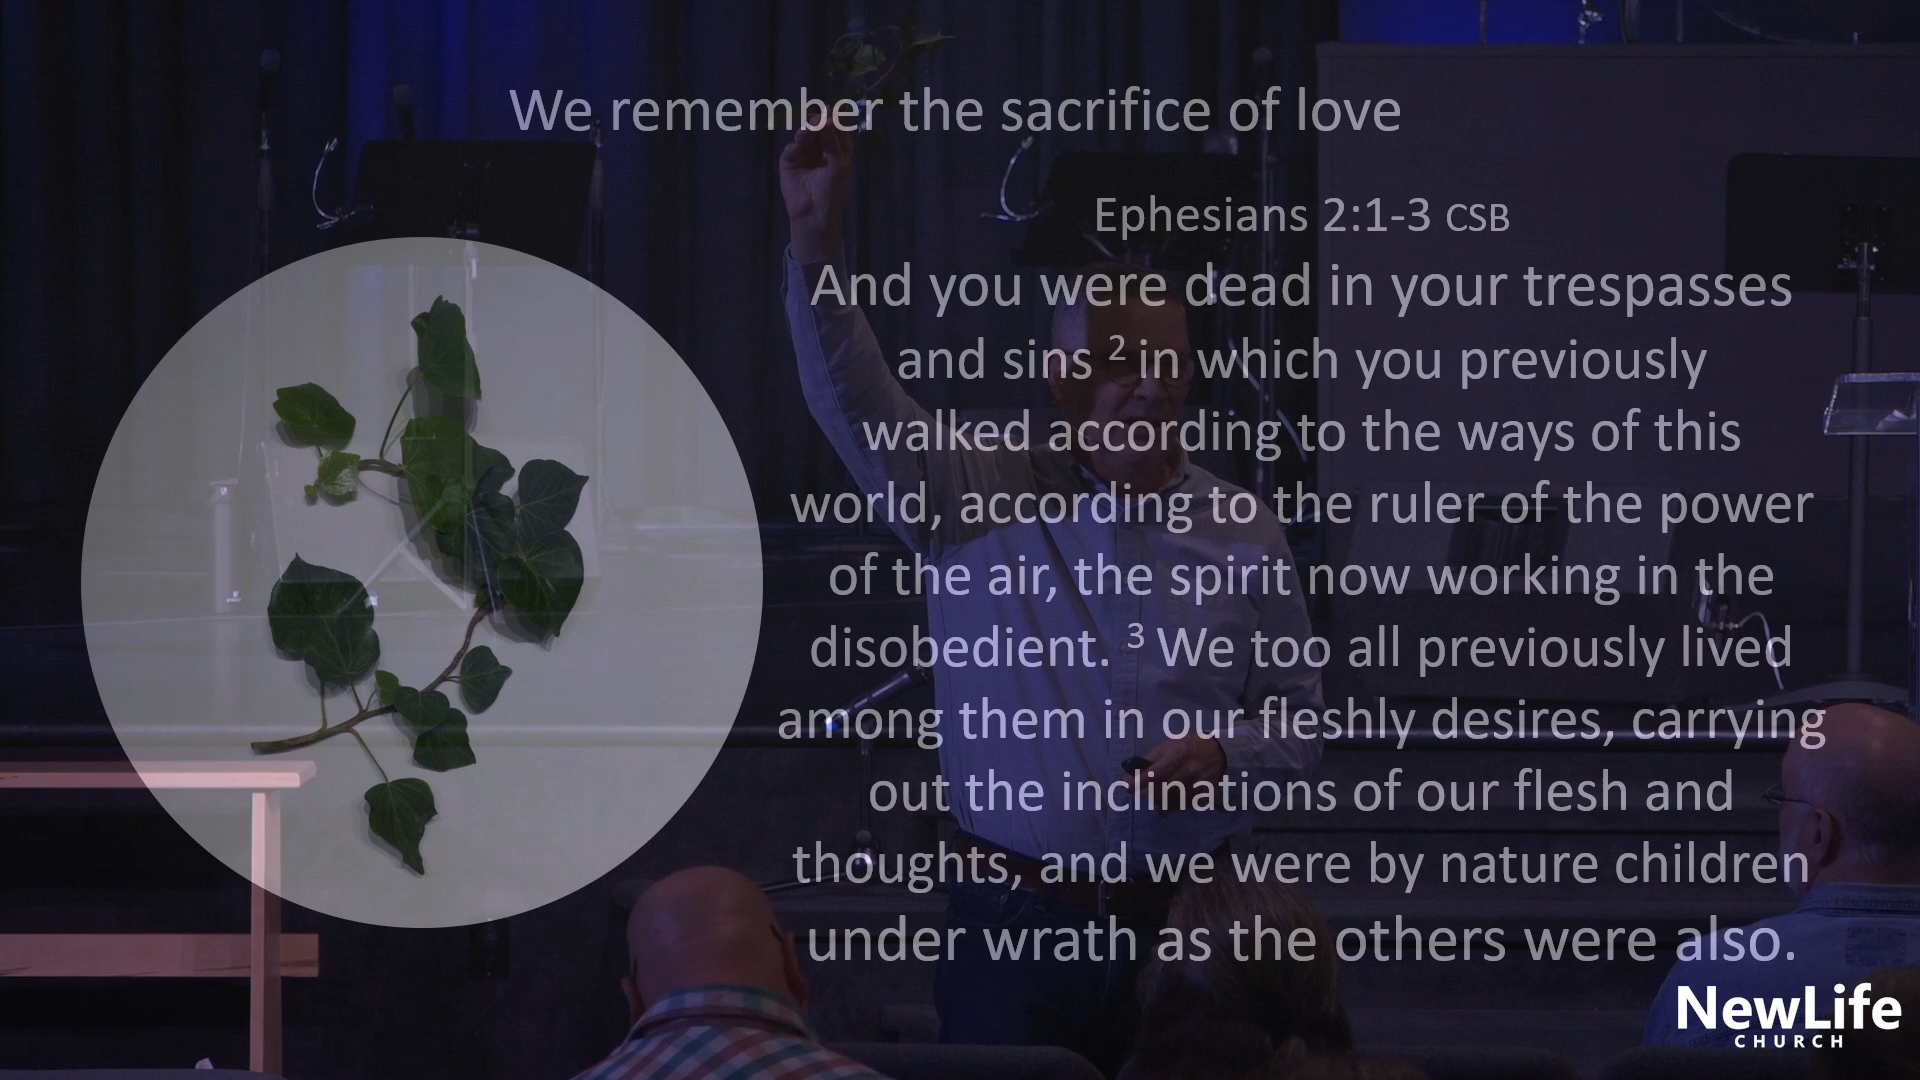 We remember the sacrifice of love
Ephesians 2:1-3 CSB
And you were dead in your trespasses
and sins ² in which you previously
walked according to the ways of this
world, according to the ruler of the power
of the air, the spirit now working in the
disobedient. ³ We too all previously lived
among them in our fleshly desires, carrying
out the inclinations of our flesh and
thoughts, and we were by nature children
under wrath as the others were also.
NewLife
CHURCH